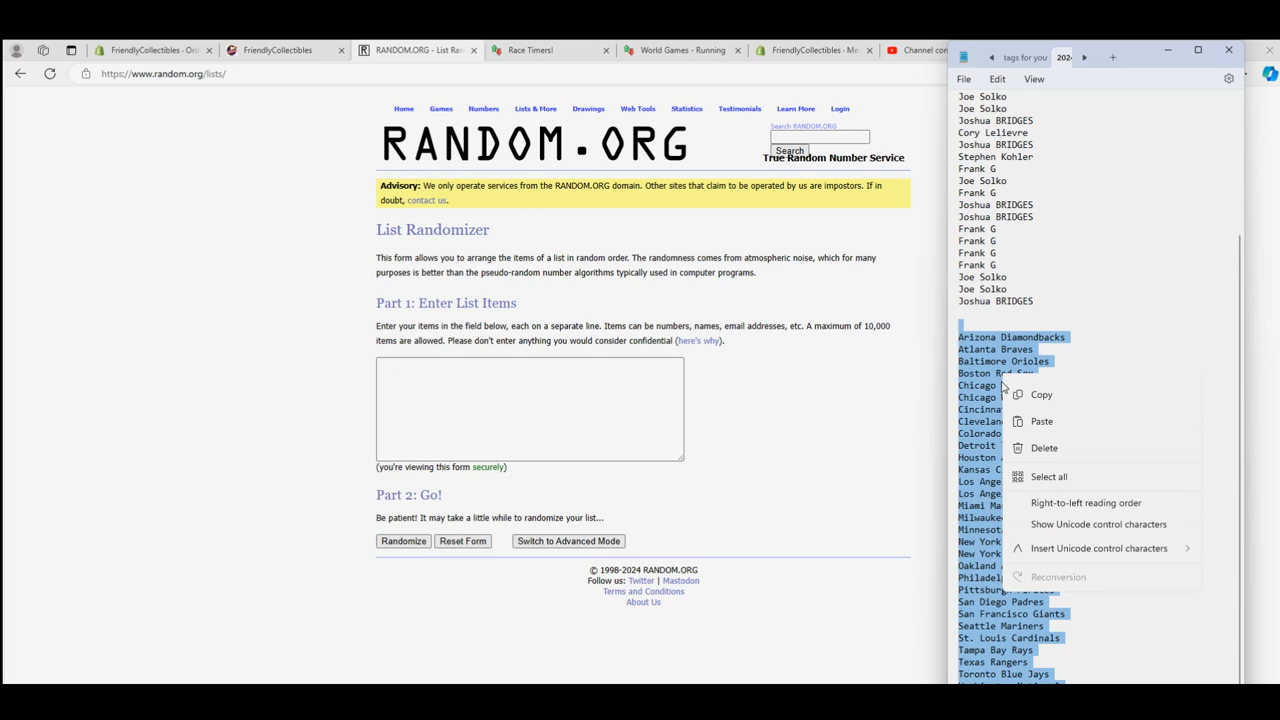 FriendlyCollectibles - Ord
FriendlyCollectibles
RANDOM.ORG - List Ran
Race Timers!
World Games - Running
FriendlyCollectibles - Me
Channel con
https://www.random.org/lists/
Home Games Numbers Lists & More Drawings Web Tools Statistics Testimonials Learn More Login
RANDOM.ORG
Search RANDOM.ORG
Search
True Random Number Service
Advisory: We only operate services from the RANDOM.ORG domain. Other sites that claim to be operated by us are impostors. If in
doubt, contact us.
List Randomizer
This form allows you to arrange the items of a list in random order. The randomness comes from atmospheric noise, which for many
purposes is better than the pseudo-random number algorithms typically used in computer programs.
Part 1: Enter List Items
Enter your items in the field below, each on a separate line. Items can be numbers, names, email addresses, etc. A maximum of 10,000
items are allowed. Please don't enter anything you would consider confidential (here's why).
(you're viewing this form securely)
Part 2: Go!
Be patient! It may take a little while to randomize your list...
Randomize Reset Form Switch to Advanced Mode
© 1998-2024 RANDOM.ORG
Follow us: Twitter | Mastodon
Terms and Conditions
About Us
tags for you
2024
File Edit View
Joe Solko
Joe Solko
Joshua BRIDGES
Cory Lelievre
Joshua BRIDGES
Stephen Kohler
Frank G
Joe Solko
Frank G
Joshua BRIDGES
Joshua BRIDGES
Frank G
Frank G
Frank G
Frank G
Joe Solko
Joe Solko
Joshua BRIDGES
Arizona Diamondbacks
Atlanta Braves
Baltimore Orioles
Boston Red Sox
Chicago
Chicago
Cincinna
Clevelan
Colorado
Detroit
Houston
Kansas C
Los Ange
Los Ange
Miami Ma
Milwauke
Minnesot
New York
New York
Oakland
Philadel
Pittsburgh Pirates
San Diego Padres
San Francisco Giants
Seattle Mariners
St. Louis Cardinals
Tampa Bay Rays
Texas Rangers
Toronto Blue Jays
Copy
Paste
Delete
Select all
Right-to-left reading order
Show Unicode control characters
Insert Unicode control characters
Reconversion